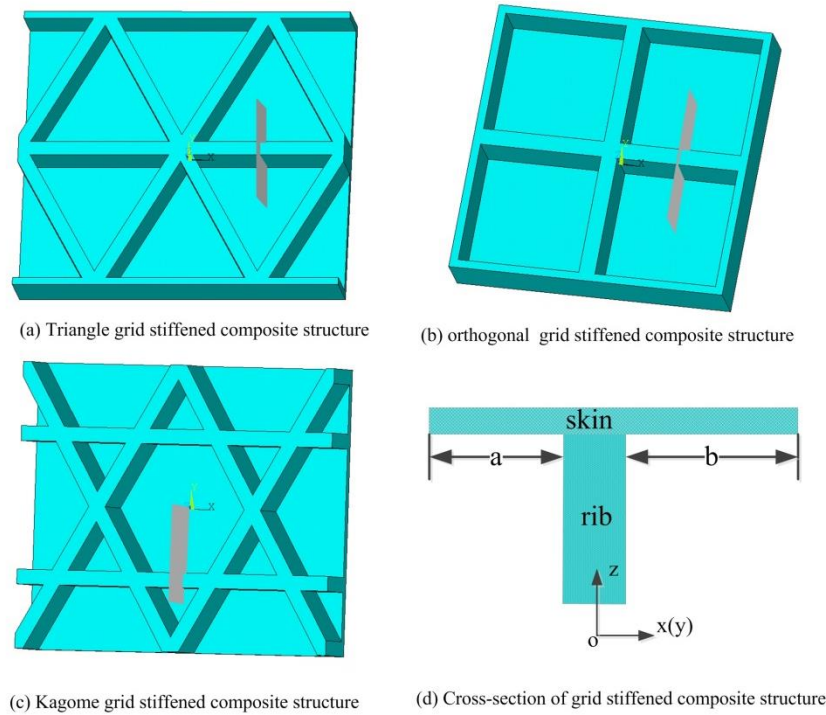 X
(a) Triangle grid stiffened composite structure
X
(b) orthogonal grid stiffened composite structure
Y
X
(c) Kagome grid stiffened composite structure
skin
a
b
rib
z
o
x(y)
(d) Cross-section of grid stiffened composite structure